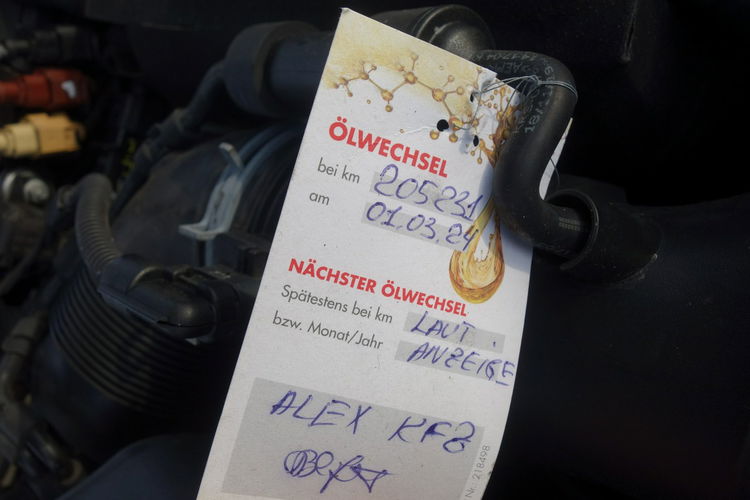 ÖLWECHSEL
bei km 205231
am 01.03.24
NÄCHSTER ÖLWECHSEL
Spätestens bei km LAUT
bzw. Monat/Jahr ANZEIGE
ALEX KFZ
Nr. 218498